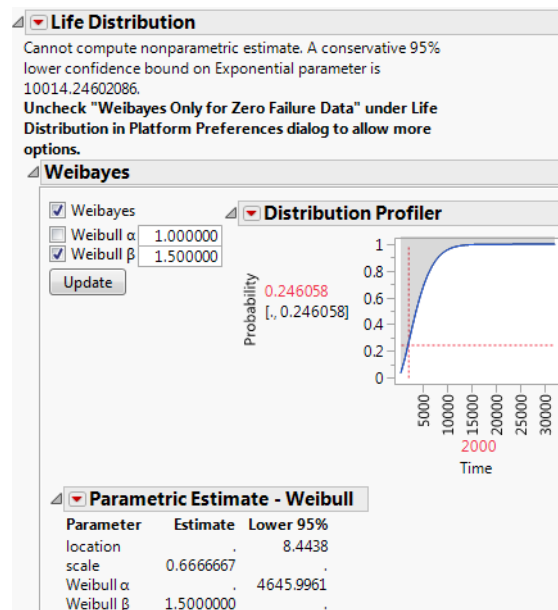 Life Distribution
Cannot compute nonparametric estimate. A conservative 95%
lower confidence bound on Exponential parameter is
10014.24602086.
Uncheck "Weibayes Only for Zero Failure Data" under Life
Distribution in Platform Preferences dialog to allow more
options.
Weibayes
Weibayes
Weibull α 1.000000
Weibull β 1.500000
Update
Distribution Profiler
Probability
0.246058
[., 0.246058]
1
0.8
0.6
0.4
0.2
0
5000
10000
15000
20000
25000
30000
2000
Time
Parametric Estimate - Weibull
Parameter Estimate Lower 95%
location . 8.4438
scale 0.6666667 .
Weibull α . 4645.9961
Weibull β 1.5000000 .